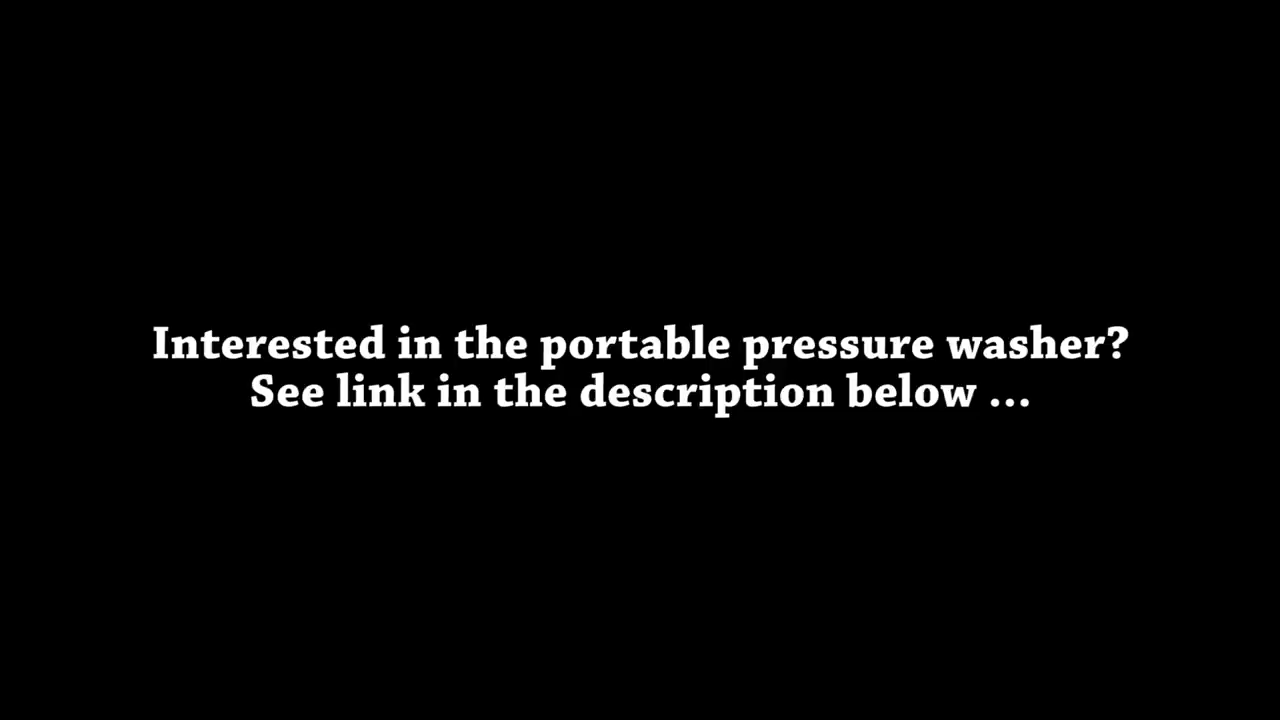 Interested in the portable pressure washer?
See link in the description below ...